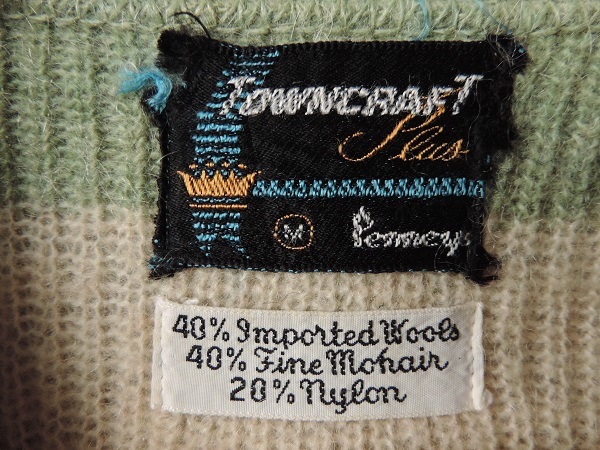 TOWNCRAFT
Plus
M Penneys
40% Imported Wools
40% Fine Mohair
20% Nylon